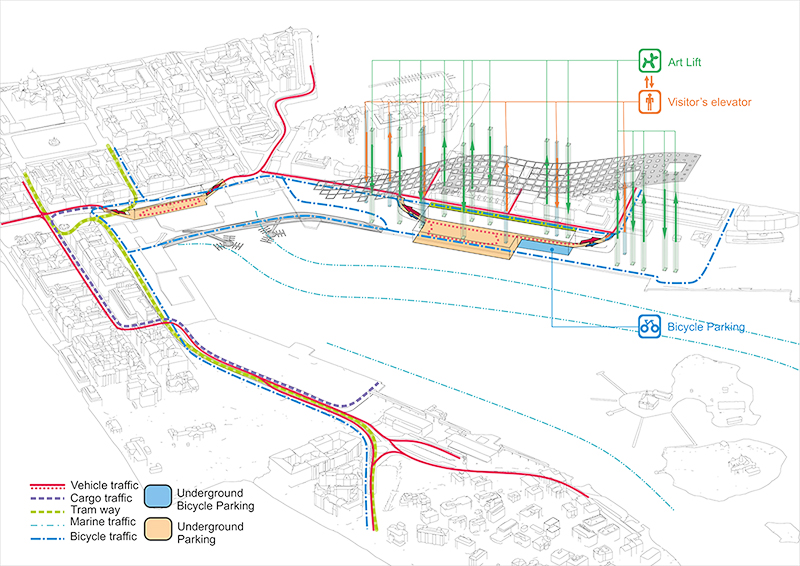 Art Lift
Visitor's elevator
Bicycle Parking
Vehicle traffic
Cargo traffic
Tram way
Marine traffic
Bicycle traffic
Underground
Bicycle Parking
Underground
Parking